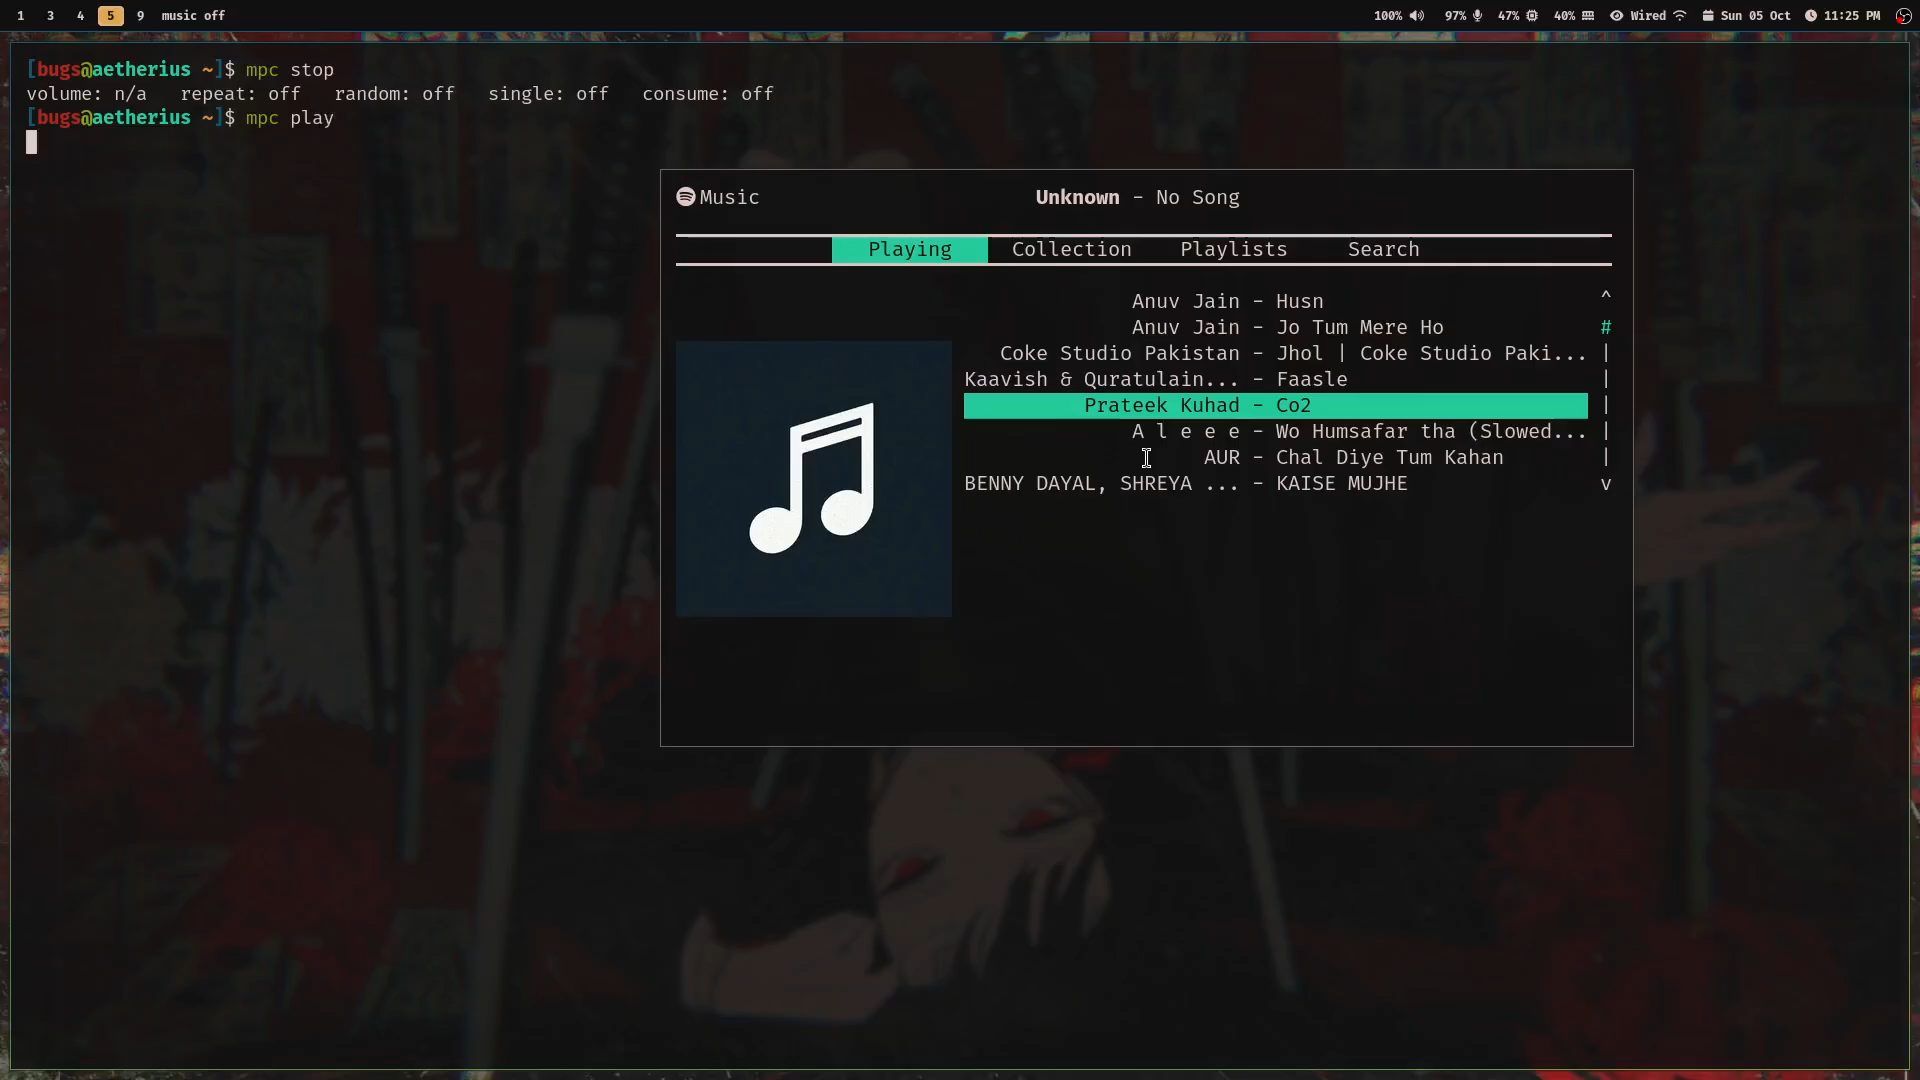 1 3 4 5 9 music off 100% 97% 47% 40% Wired Sun 05 Oct 11:25 PM
[bugs@aetherius ~]$ mpc stop
volume: n/a repeat: off random: off single: off consume: off
[bugs@aetherius ~]$ mpc play
Music Unknown - No Song
Playing Collection Playlists Search
Anuv Jain - Husn ^
Anuv Jain - Jo Tum Mere Ho #
Coke Studio Pakistan - Jhol | Coke Studio Paki... |
Kaavish & Quratulain... - Faasle |
Prateek Kuhad - Co2 |
A l e e e - Wo Humsafar tha (Slowed... |
AUR - Chal Diye Tum Kahan |
BENNY DAYAL, SHREYA ... - KAISE MUJHE v